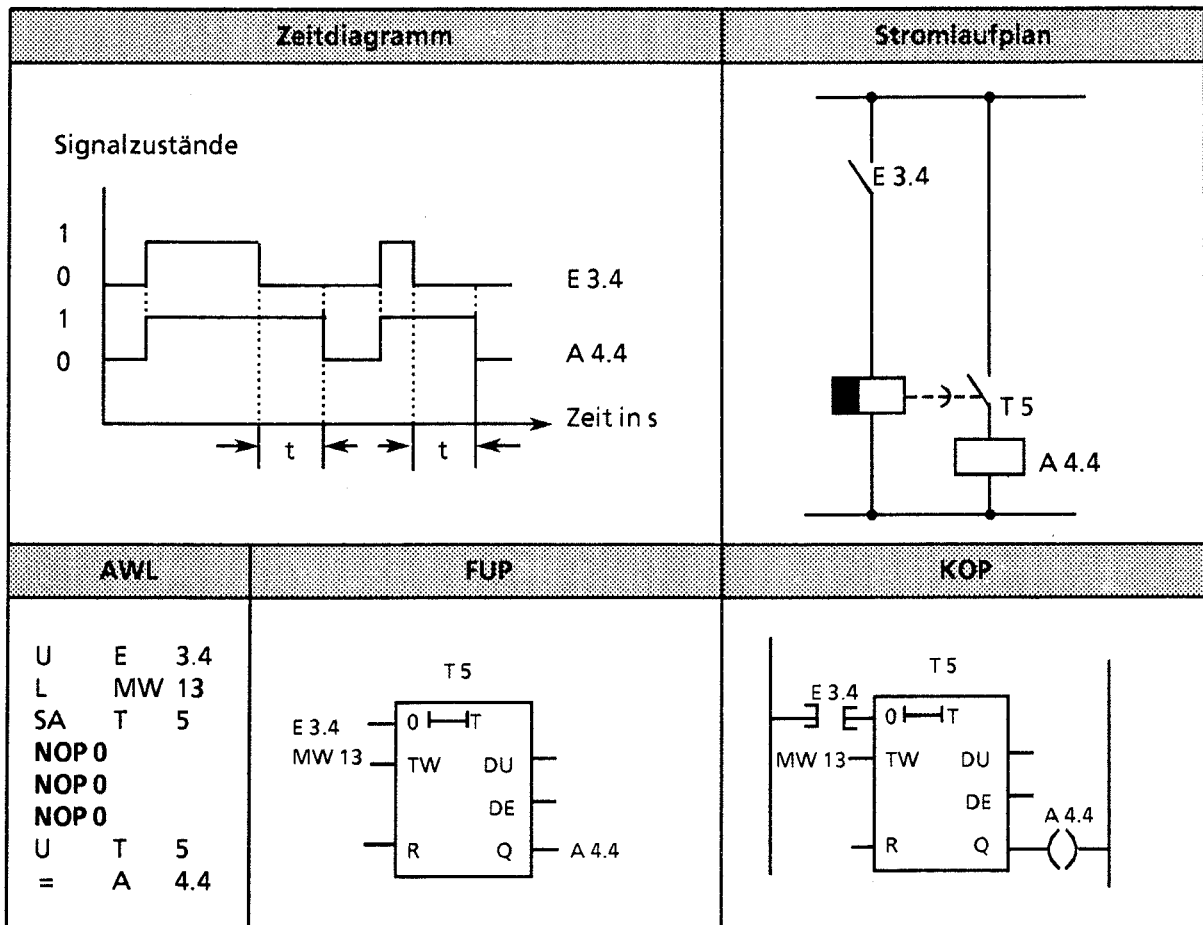 Zeitdiagramm
Stromlaufplan
Signalzustände
1
0
E 3.4
1
0
A 4.4
Zeit in s
t
t
E 3.4
T 5
A 4.4
AWL
FUP
KOP
U E 3.4
L MW 13
SA T 5
NOP 0
NOP 0
NOP 0
U T 5
= A 4.4
T 5
E 3.4
0 T
MW 13
TW DU
DE
R Q
A 4.4
T 5
E 3.4
0 T
MW 13
TW DU
DE
A 4.4
R Q